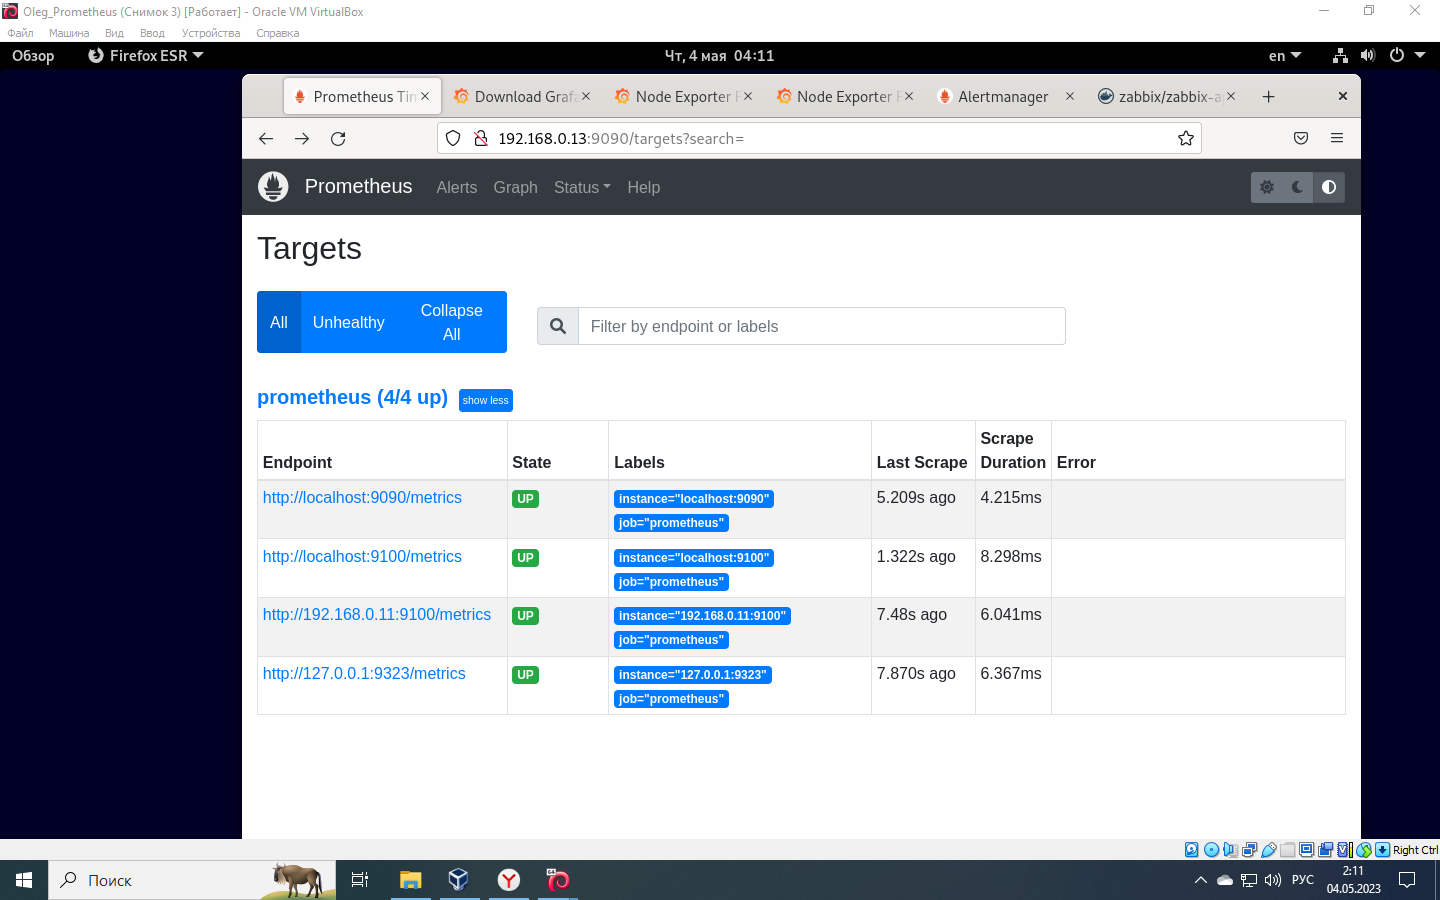 Oleg_Prometheus (Снимок 3) [Работает] - Oracle VM VirtualBox
Файл Машина Вид Ввод Устройства Справка
Обзор Firefox ESR Чт, 4 мая 04:11 en
Prometheus Tim Download Grafa Node Exporter F Node Exporter F Alertmanager zabbix/zabbix-a
192.168.0.13:9090/targets?search=
Prometheus Alerts Graph Status Help
Targets
All Unhealthy Collapse All
Filter by endpoint or labels
prometheus (4/4 up) show less
Endpoint State Labels Last Scrape Scrape Duration Error
http://localhost:9090/metrics UP instance="localhost:9090" 5.209s ago 4.215ms
job="prometheus"
http://localhost:9100/metrics UP instance="localhost:9100" 1.322s ago 8.298ms
job="prometheus"
http://192.168.0.11:9100/metrics UP instance="192.168.0.11:9100" 7.48s ago 6.041ms
job="prometheus"
http://127.0.0.1:9323/metrics UP instance="127.0.0.1:9323" 7.870s ago 6.367ms
job="prometheus"
Right Ctrl
Поиск
РУС
2:11
04.05.2023